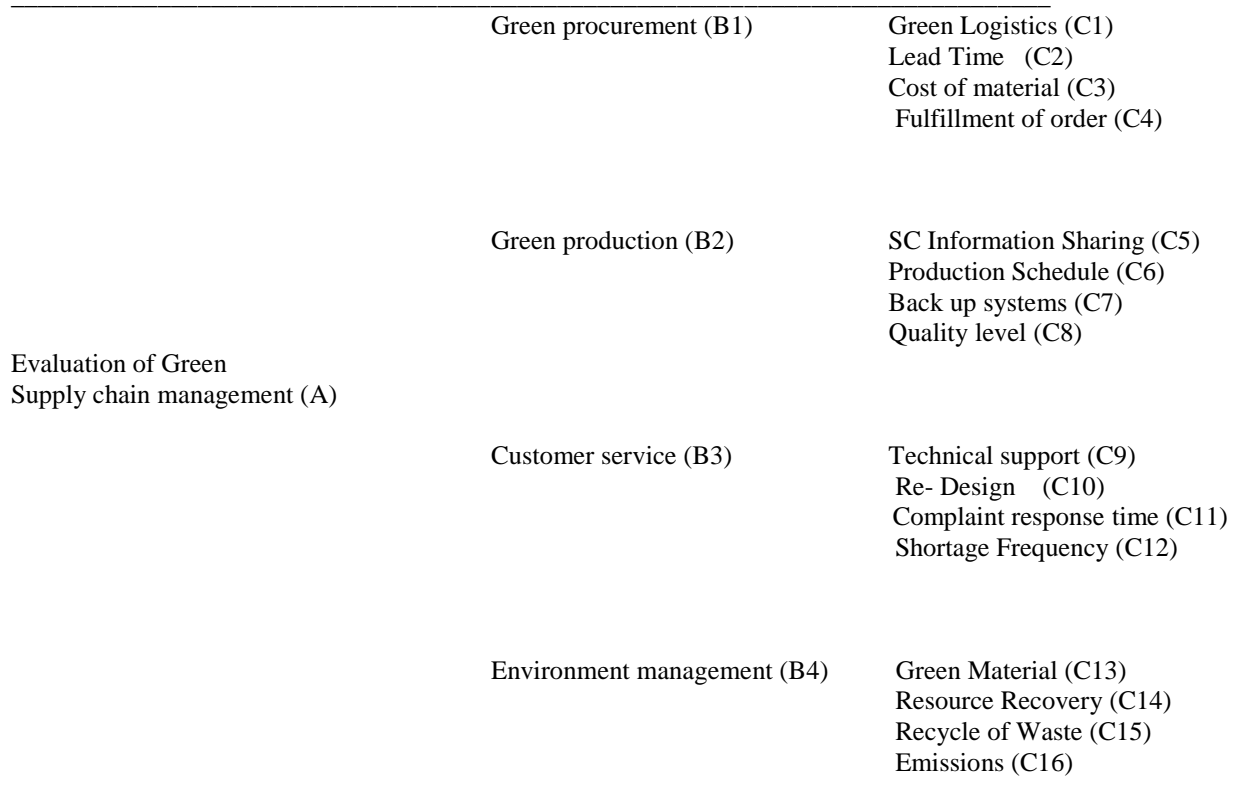 Green procurement (B1) Green Logistics (C1)
Lead Time (C2)
Cost of material (C3)
Fulfillment of order (C4)
Green production (B2) SC Information Sharing (C5)
Production Schedule (C6)
Back up systems (C7)
Quality level (C8)
Evaluation of Green
Supply chain management (A)
Customer service (B3) Technical support (C9)
Re- Design (C10)
Complaint response time (C11)
Shortage Frequency (C12)
Environment management (B4) Green Material (C13)
Resource Recovery (C14)
Recycle of Waste (C15)
Emissions (C16)